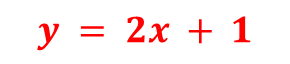 y = 2x + 1